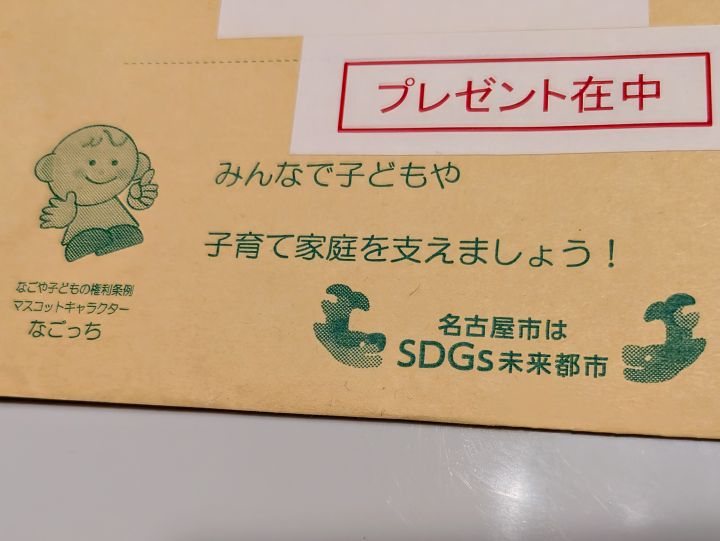 プレゼント在中
みんなで子どもや
子育て家庭を支えましょう！
なごや子どもの権利条例
マスコットキャラクター
なごっち
名古屋市は
SDGs未来都市